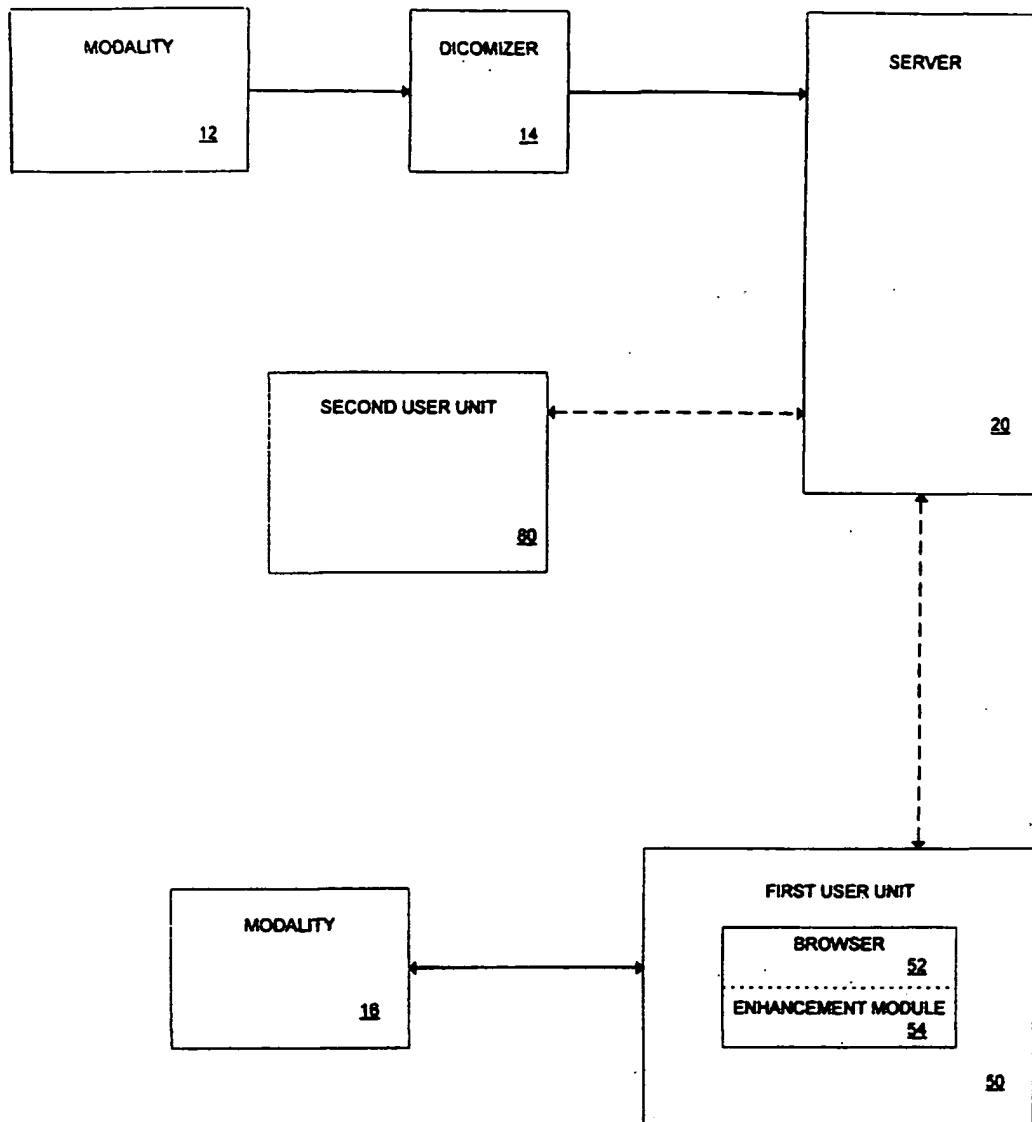 MODALITY
12
DICOMIZER
14
SERVER
20
SECOND USER UNIT
80
MODALITY
16
FIRST USER UNIT
BROWSER
52
ENHANCEMENT MODULE
54
50